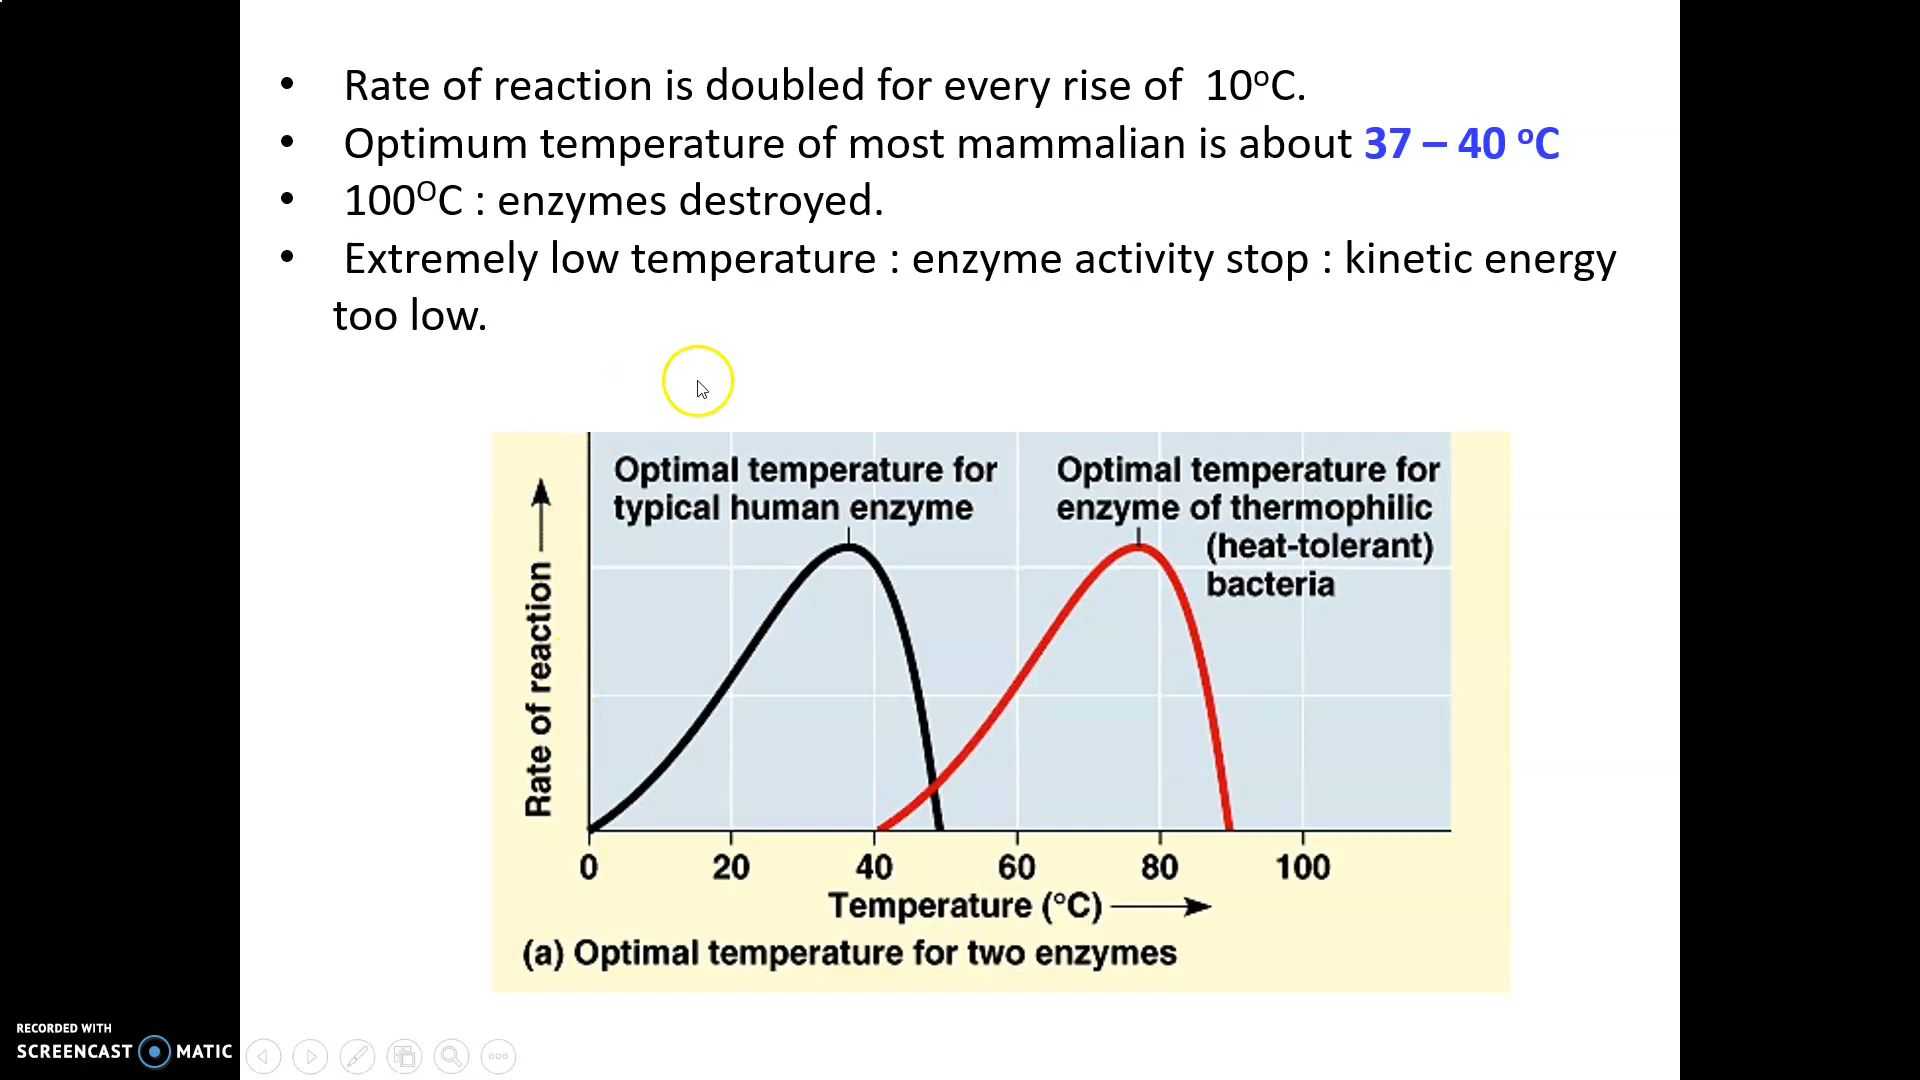 • Rate of reaction is doubled for every rise of 10ᵒC.
• Optimum temperature of most mammalian is about 37 – 40 ᵒC
• 100ᴼC : enzymes destroyed.
• Extremely low temperature : enzyme activity stop : kinetic energy
too low.
Optimal temperature for
typical human enzyme
Optimal temperature for
enzyme of thermophilic
(heat-tolerant)
bacteria
Rate of reaction
0 20 40 60 80 100
Temperature (°C)
(a) Optimal temperature for two enzymes
RECORDED WITH
SCREENCAST MATIC